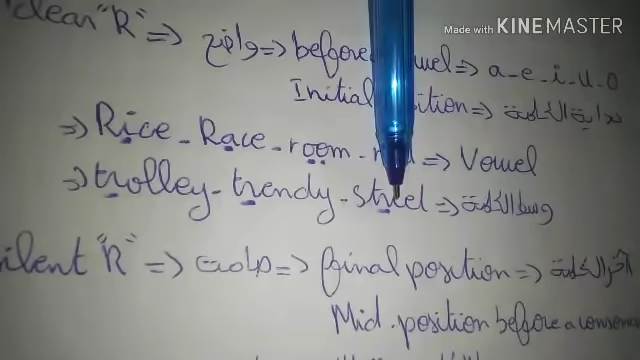 Made with KINEMASTER
clear "R" => واضح => before vowel => a-e-i-u-o
Initial position => بداية الكلمة
=> Rice - Race - room - => Vowel
=> trolley - trendy - => وسط الكلمة
silent "R" => صامت => final position => آخر الكلمة
Mid.position before a